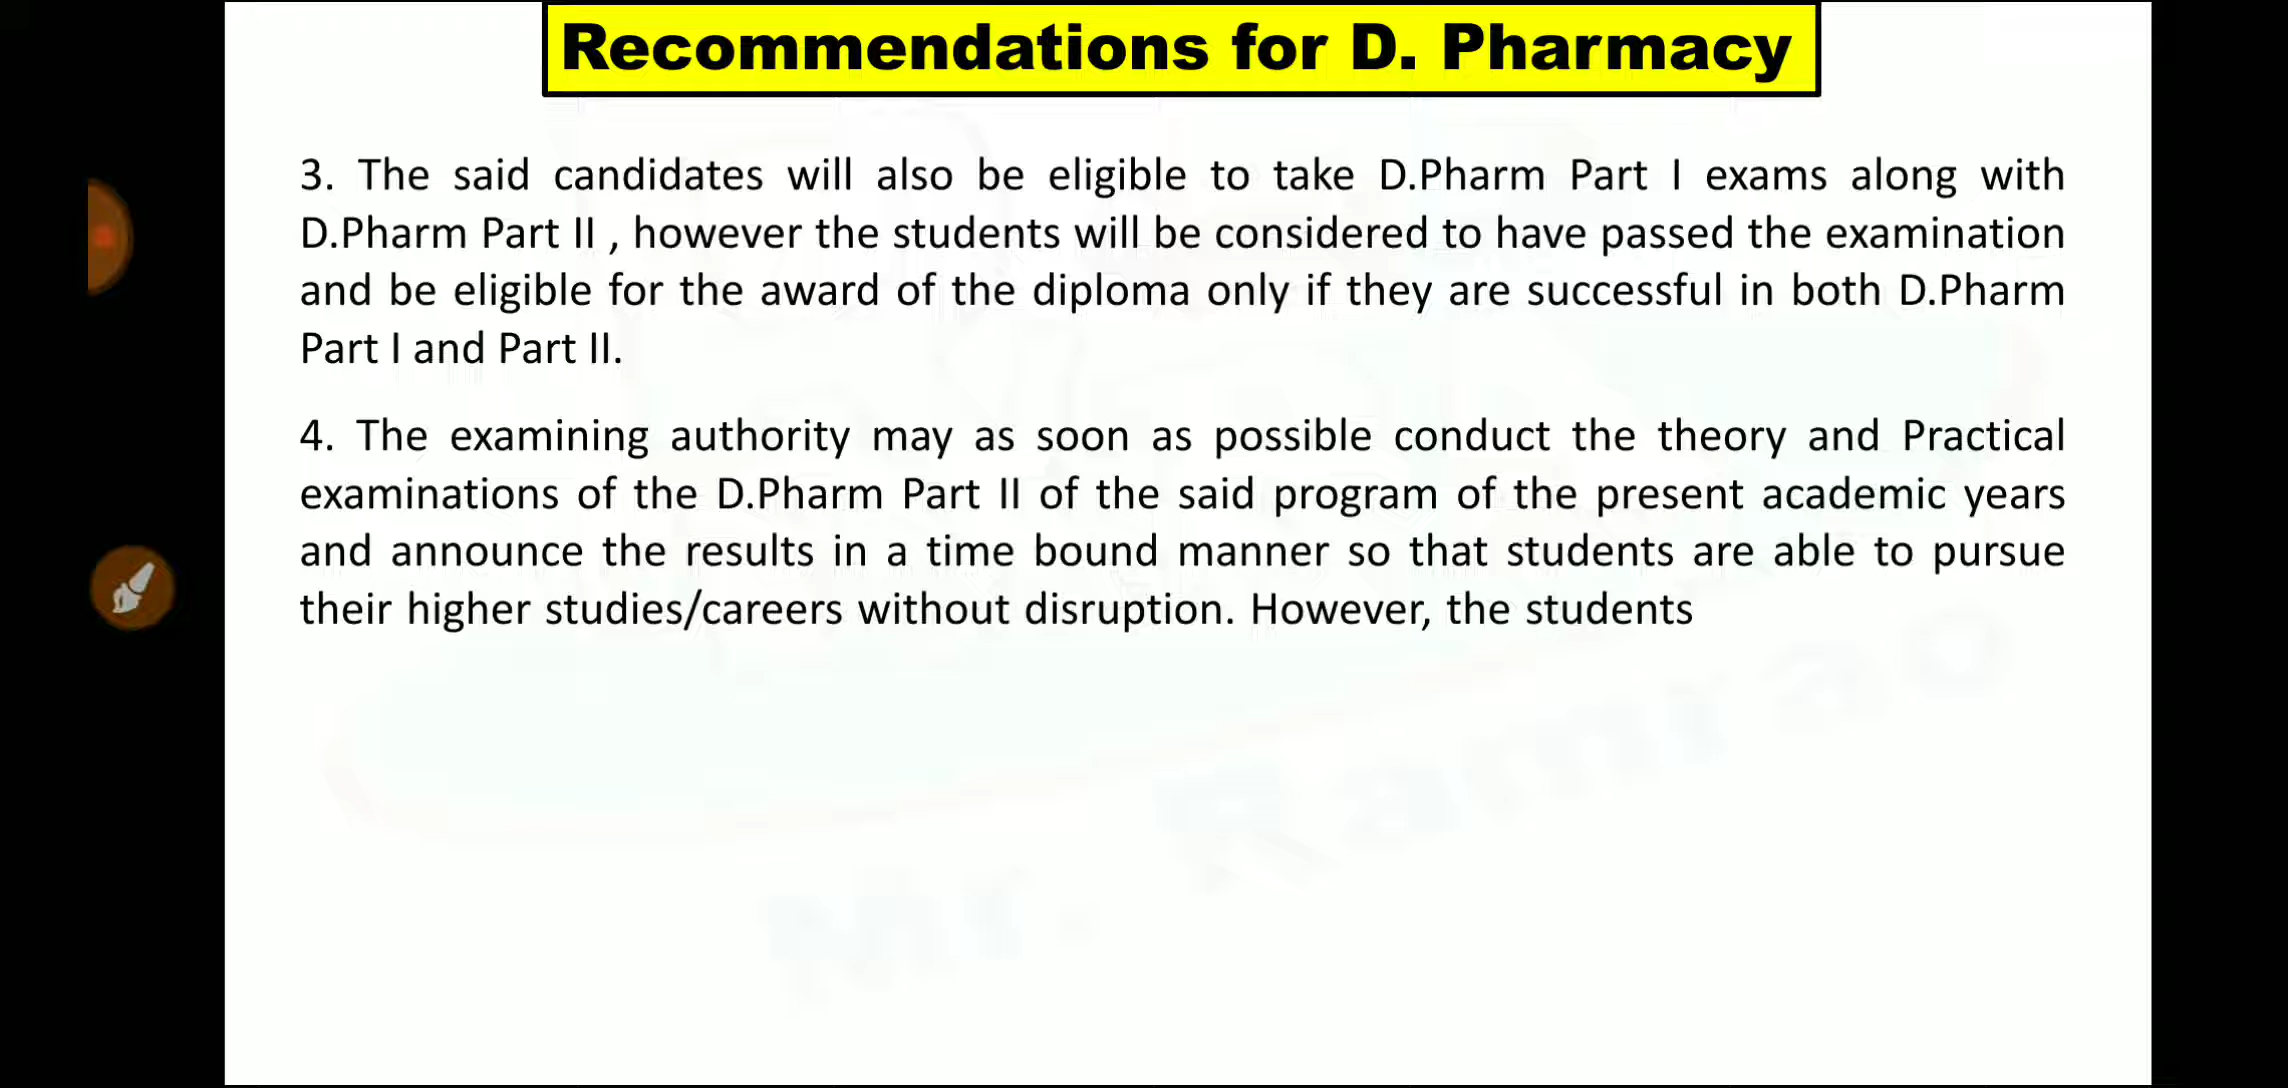 Recommendations for D. Pharmacy
3. The said candidates will also be eligible to take D.Pharm Part I exams along with
D.Pharm Part II , however the students will be considered to have passed the examination
and be eligible for the award of the diploma only if they are successful in both D.Pharm
Part I and Part II.
4. The examining authority may as soon as possible conduct the theory and Practical
examinations of the D.Pharm Part II of the said program of the present academic years
and announce the results in a time bound manner so that students are able to pursue
their higher studies/careers without disruption. However, the students
Mr. Ramrao